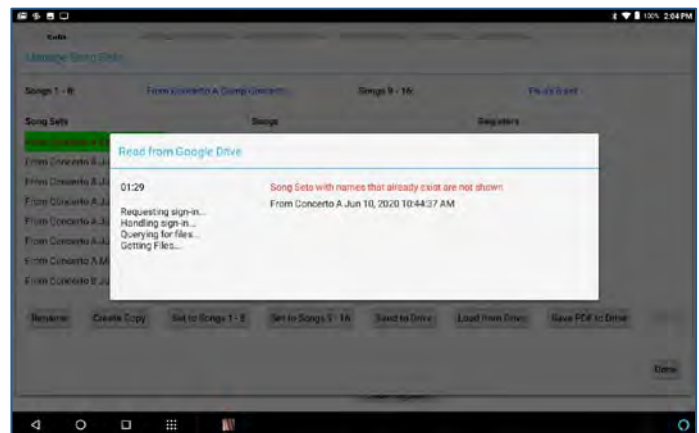 100% 2:04 PM
Manage Song Sets
Songs 1 - 8:
Songs 9 - 16:
Song Sets
Songs
Registers
Read from Google Drive
01:29
Song Sets with names that already exist are not shown
From Concerto A Jun 10, 2020 10:44:37 AM
Requesting sign-in...
Handling sign-in...
Querying for files...
Getting Files...
Rename
Create Copy
Set to Songs 1 - 8
Set to Songs 9 - 16
Send to Drive
Load from Drive
Save PDF to Drive
Done